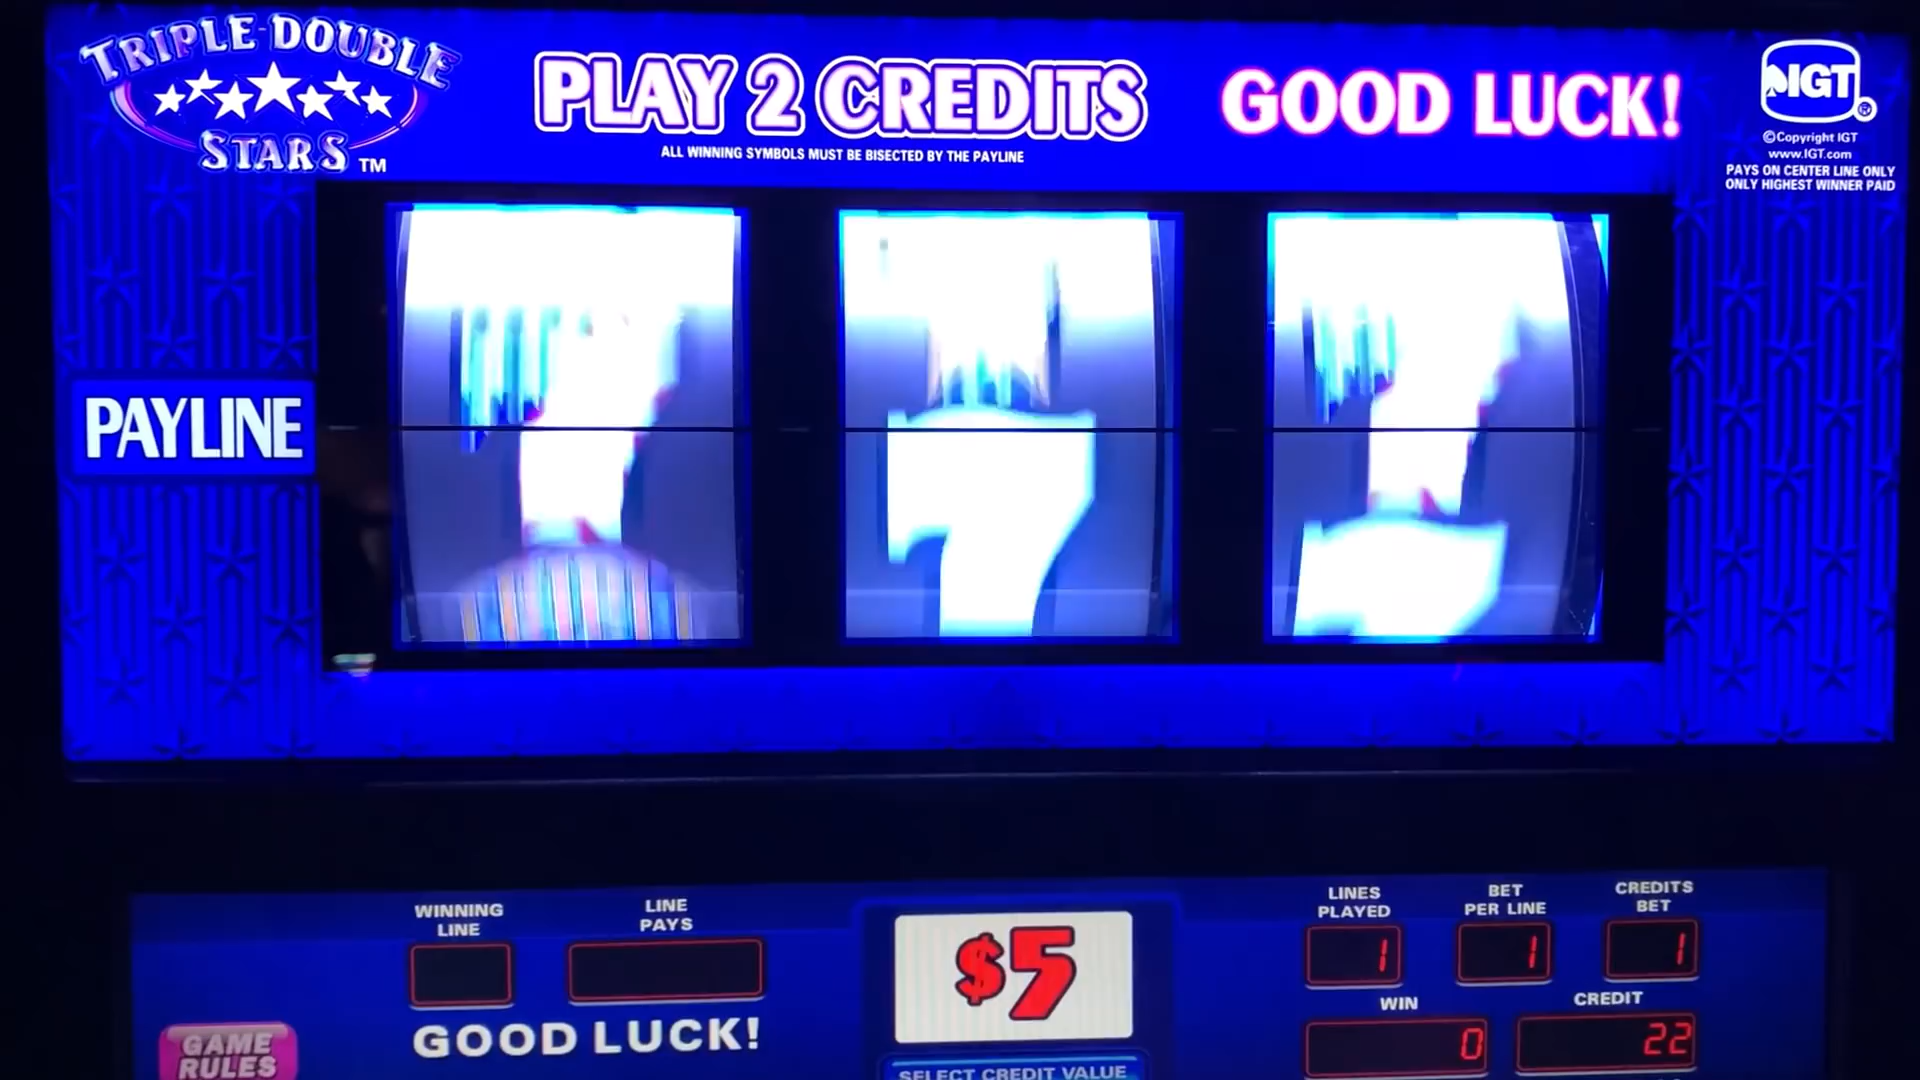 TRIPLE DOUBLE
STARS™
PLAY 2 CREDITS
ALL WINNING SYMBOLS MUST BE BISECTED BY THE PAYLINE
GOOD LUCK!
IGT®
©Copyright IGT
www.IGT.com
PAYS ON CENTER LINE ONLY
ONLY HIGHEST WINNER PAID
PAYLINE
7
WINNING
LINE
LINE
PAYS
GOOD LUCK!
GAME
RULES
$5
SELECT CREDIT VALUE
LINES
PLAYED
1
BET
PER LINE
1
CREDITS
BET
1
WIN
0
CREDIT
22